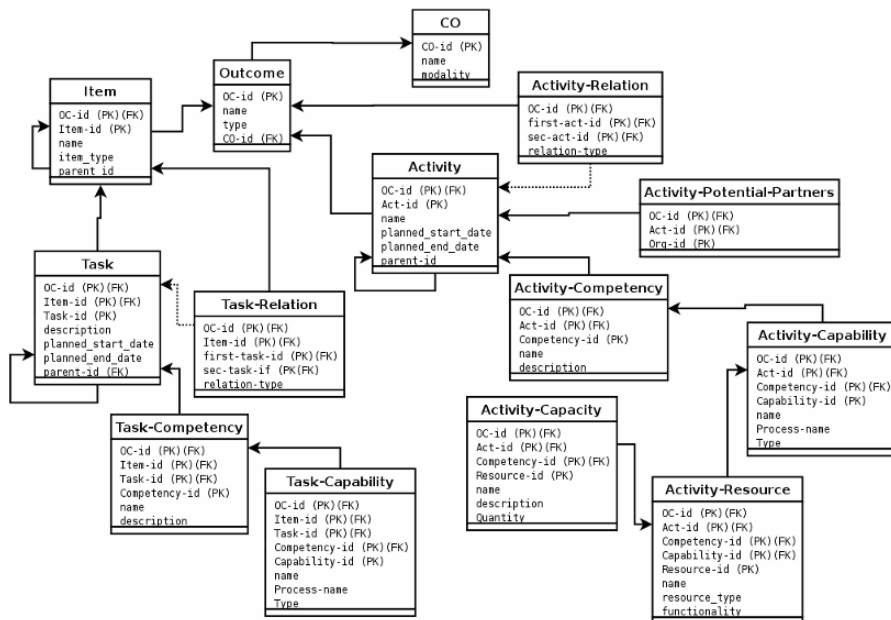 CO
CO-id (PK)
name
modality
Outcome
OC-id (PK)
name
type
CO-id (FK)
Item
OC-id (PK)(FK)
Item-id (PK)
name
item_type
parent id
Activity-Relation
OC-id (PK)(FK)
first-act-id (PK)(FK)
sec-act-id (PK)(FK)
relation-type
Activity
OC-id (PK)(FK)
Act-id (PK)
name
planned_start_date
planned_end_date
parent-id
Activity-Potential-Partners
OC-id (PK)(FK)
Act-id (PK)(FK)
Org-id (PK)
Task
OC-id (PK)(FK)
Item-id (PK)(FK)
Task-id (PK)
description
planned_start_date
planned_end_date
parent-id (FK)
Task-Relation
OC-id (PK)(FK)
Item-id (PK)(FK)
first-task-id (PK)(FK)
sec-task-if (PK(FK)
relation-type
Activity-Competency
OC-id (PK)(FK)
Act-id (PK)(FK)
Competency-id (PK)
name
description
Activity-Capability
OC-id (PK)(FK)
Act-id (PK)(FK)
Competency-id (PK)(FK)
Capability-id (PK)
name
Process-name
Type
Task-Competency
OC-id (PK)(FK)
Item-id (PK)(FK)
Task-id (PK)(FK)
Competency-id (PK)
name
description
Task-Capability
OC-id (PK)(FK)
Item-id (PK)(FK)
Task-id (PK)(FK)
Competency-id (PK)(FK)
Capability-id (PK)
name
Process-name
Type
Activity-Capacity
OC-id (PK)(FK)
Act-id (PK)(FK)
Competency-id (PK)(FK)
Resource-id (PK)
name
description
Quantity
Activity-Resource
OC-id (PK)(FK)
Act-id (PK)(FK)
Competency-id (PK)(FK)
Capability-id (PK)(FK)
Resource-id (PK)
name
resource_type
functionality